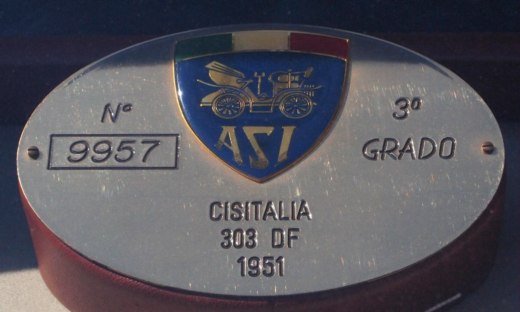 ASI
Nº
9957
3º
GRADO
CISITALIA
303 DF
1951